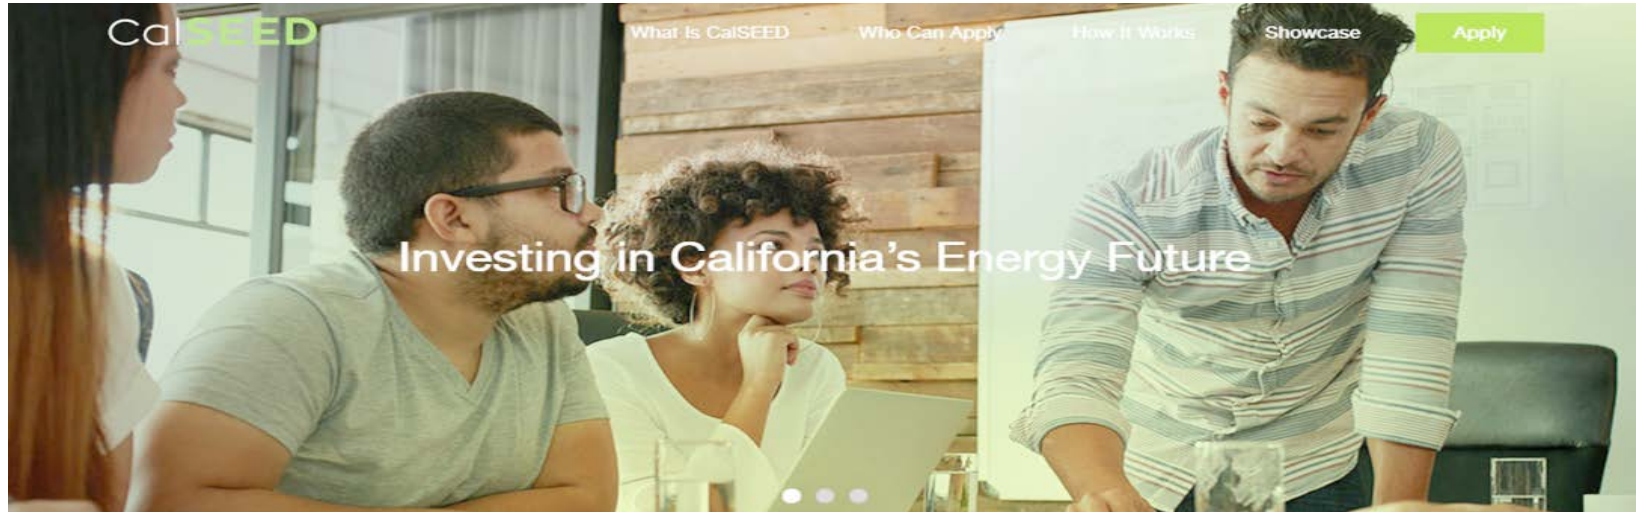 CalSEED
What Is CalSEED
Who Can Apply
How It Works
Showcase
Apply
Investing in California's Energy Future